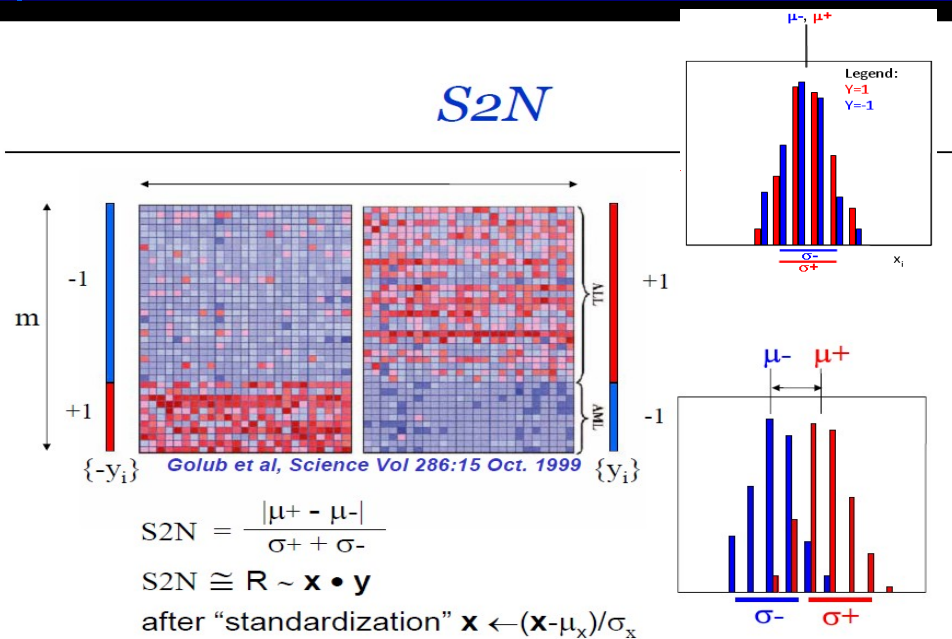 μ-, μ+
Legend:
Y=1
Y=-1
S2N
σ-
σ+
xᵢ
-1
m
+1
ALL
AML
+1
-1
{-yᵢ}
Golub et al, Science Vol 286:15 Oct. 1999
{yᵢ}
μ- μ+
σ- σ+
S2N = |μ+ - μ-|
σ+ + σ-
S2N ≅ R ~ x • y
after “standardization” x ←(x-μₓ)/σₓ